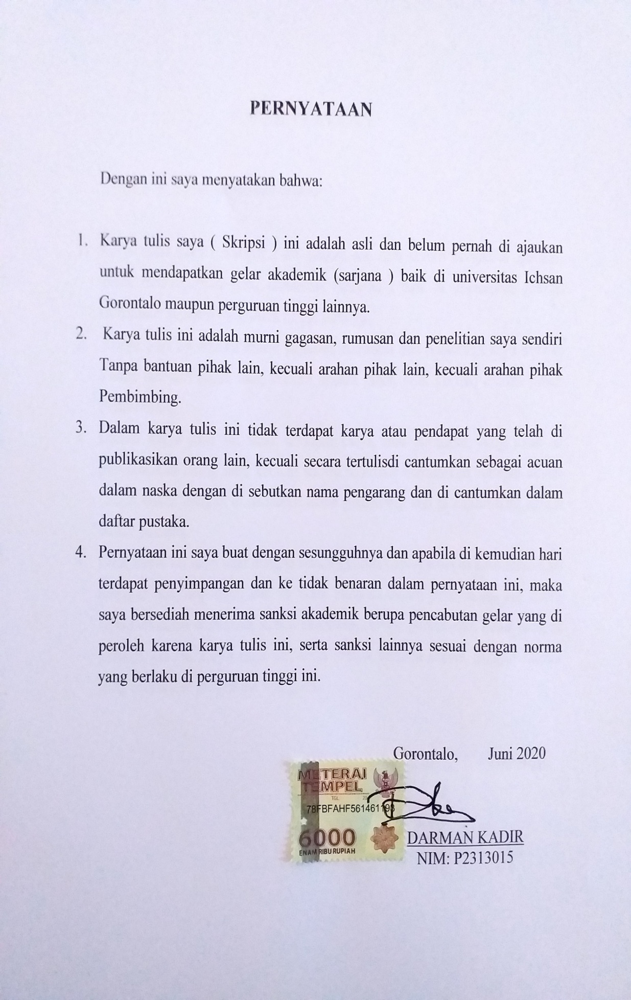 PERNYATAAN
Dengan ini saya menyatakan bahwa:
1. Karya tulis saya ( Skripsi ) ini adalah asli dan belum pernah di ajaukan
untuk mendapatkan gelar akademik (sarjana ) baik di universitas Ichsan
Gorontalo maupun perguruan tinggi lainnya.
2. Karya tulis ini adalah murni gagasan, rumusan dan penelitian saya sendiri
Tanpa bantuan pihak lain, kecuali arahan pihak lain, kecuali arahan pihak
Pembimbing.
3. Dalam karya tulis ini tidak terdapat karya atau pendapat yang telah di
publikasikan orang lain, kecuali secara tertulisdi cantumkan sebagai acuan
dalam naska dengan di sebutkan nama pengarang dan di cantumkan dalam
daftar pustaka.
4. Pernyataan ini saya buat dengan sesungguhnya dan apabila di kemudian hari
terdapat penyimpangan dan ke tidak benaran dalam pernyataan ini, maka
saya bersediah menerima sanksi akademik berupa pencabutan gelar yang di
peroleh karena karya tulis ini, serta sanksi lainnya sesuai dengan norma
yang berlaku di perguruan tinggi ini.
Gorontalo, Juni 2020
METERAI
TEMPEL
TGL 20
78FBFAHF561461198
6000
ENAM RIBU RUPIAH
DARMAN KADIR
NIM: P2313015